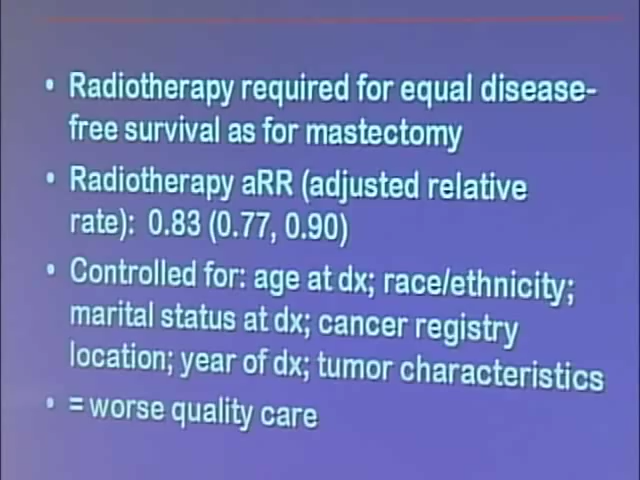 • Radiotherapy required for equal disease-
free survival as for mastectomy
• Radiotherapy aRR (adjusted relative
rate): 0.83 (0.77, 0.90)
• Controlled for: age at dx; race/ethnicity;
marital status at dx; cancer registry
location; year of dx; tumor characteristics
• = worse quality care